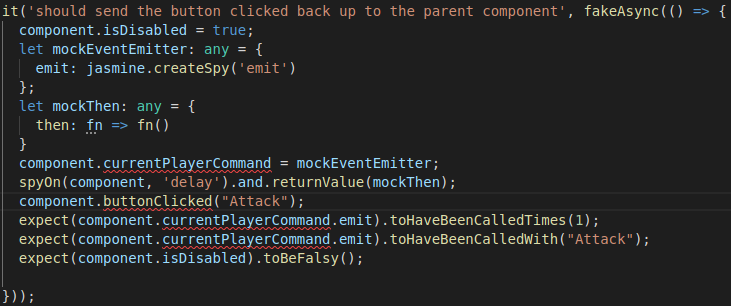 it('should send the button clicked back up to the parent component', fakeAsync(() => {
component.isDisabled = true;
let mockEventEmitter: any = {
emit: jasmine.createSpy('emit')
};
let mockThen: any = {
then: fn => fn()
}
component.currentPlayerCommand = mockEventEmitter;
spyOn(component, 'delay').and.returnValue(mockThen);
component.buttonClicked("Attack");
expect(component.currentPlayerCommand.emit).toHaveBeenCalledTimes(1);
expect(component.currentPlayerCommand.emit).toHaveBeenCalledWith("Attack");
expect(component.isDisabled).toBeFalsy();
}));